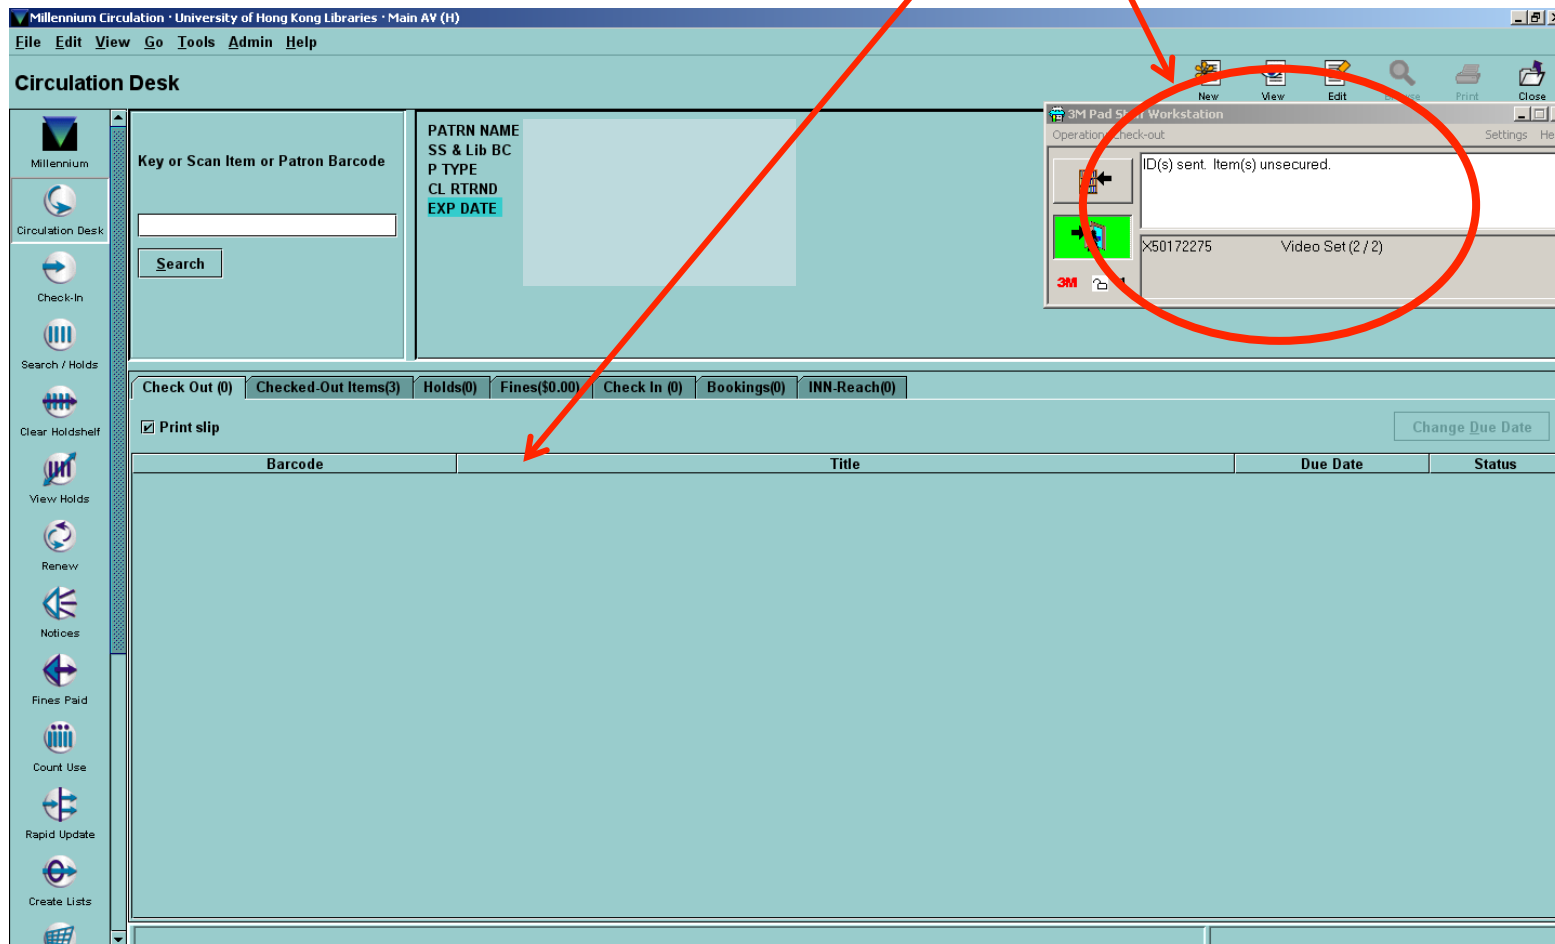 Millennium Circulation · University of Hong Kong Libraries · Main AV (H)
File Edit View Go Tools Admin Help
Circulation Desk
New View Edit Print Close
Millennium
Circulation Desk
Check-In
Search / Holds
Clear Holdshelf
View Holds
Renew
Notices
Fines Paid
Count Use
Rapid Update
Create Lists
Key or Scan Item or Patron Barcode
Search
PATRN NAME
SS & Lib BC
P TYPE
CL RTRND
EXP DATE
3M Pad Staff Workstation
Operation Check-out Settings
ID(s) sent. Item(s) unsecured.
X50172275 Video Set (2 / 2)
3M
Check Out (0) Checked-Out Items(3) Holds(0) Fines($0.00) Check In (0) Bookings(0) INN-Reach(0)
Print slip
Change Due Date
Barcode Title Due Date Status